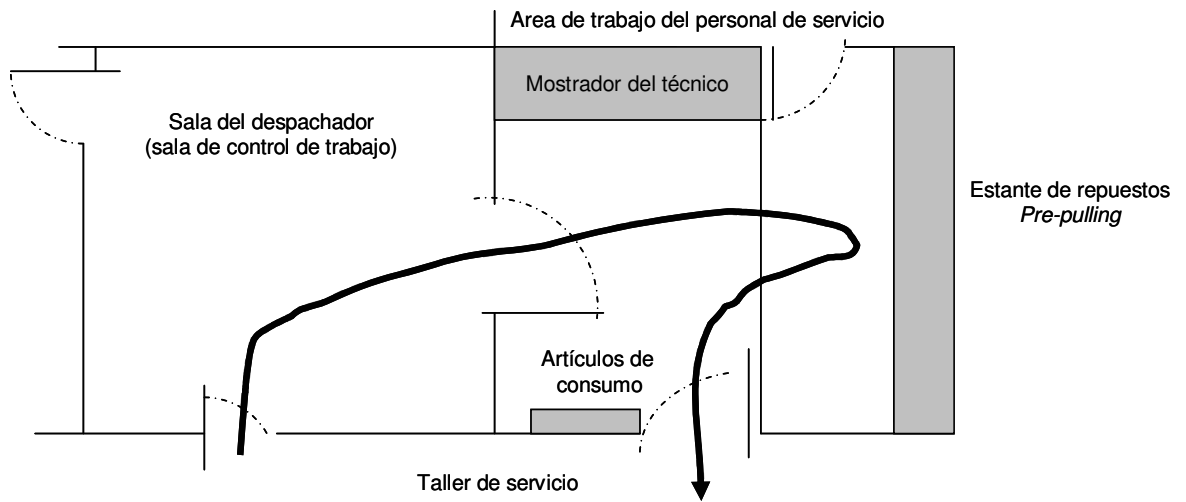 Area de trabajo del personal de servicio
Mostrador del técnico
Sala del despachador
(sala de control de trabajo)
Estante de repuestos
Pre-pulling
Artículos de
consumo
Taller de servicio